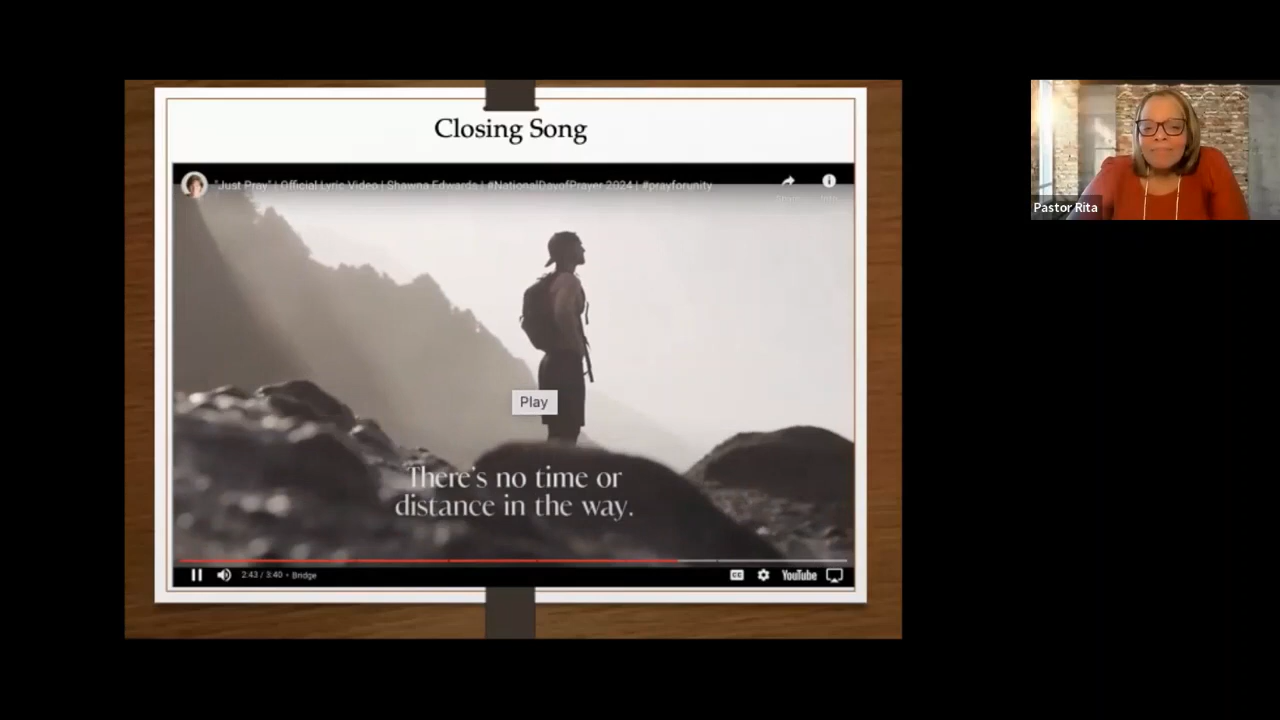 Closing Song
"Just Pray" | Official Lyric Video | Shawna Edwards | #NationalDayofPrayer 2024 | #prayforunity
Pastor Rita
Play
There's no time or
distance in the way.
2:43 / 3:40 • Bridge
CC
YouTube